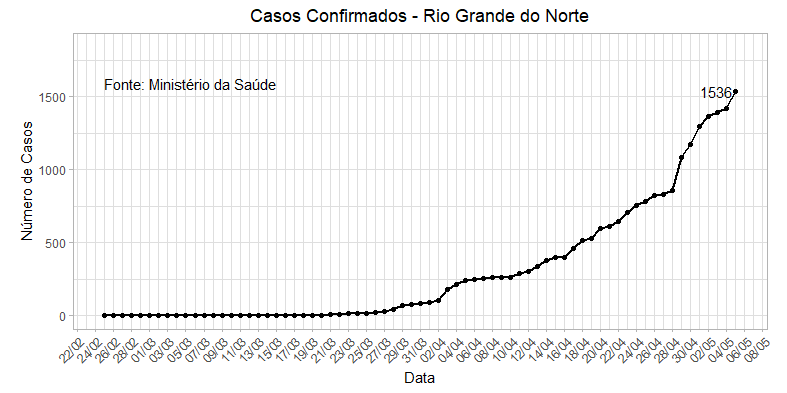 Casos Confirmados - Rio Grande do Norte
Fonte: Ministério da Saúde
1536
Número de Casos
1500
1000
500
0
22/02 24/02 26/02 28/02 01/03 03/03 05/03 07/03 09/03 11/03 13/03 15/03 17/03 19/03 21/03 23/03 25/03 27/03 29/03 31/03 02/04 04/04 06/04 08/04 10/04 12/04 14/04 16/04 18/04 20/04 22/04 24/04 26/04 28/04 30/04 02/05 04/05 06/05 08/05
Data